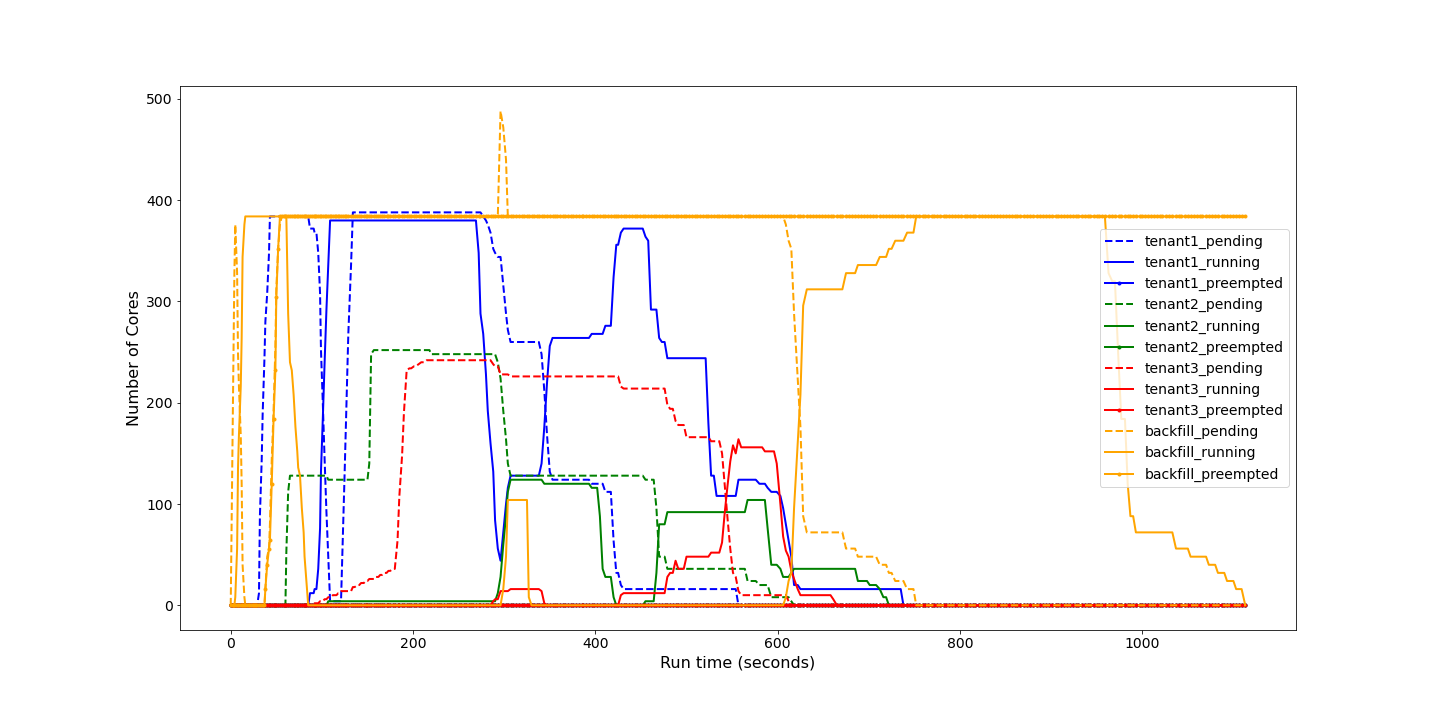 500
400
300
200
100
0
Number of Cores
0 200 400 600 800 1000
Run time (seconds)
tenant1_pending
tenant1_running
tenant1_preempted
tenant2_pending
tenant2_running
tenant2_preempted
tenant3_pending
tenant3_running
tenant3_preempted
backfill_pending
backfill_running
backfill_preempted